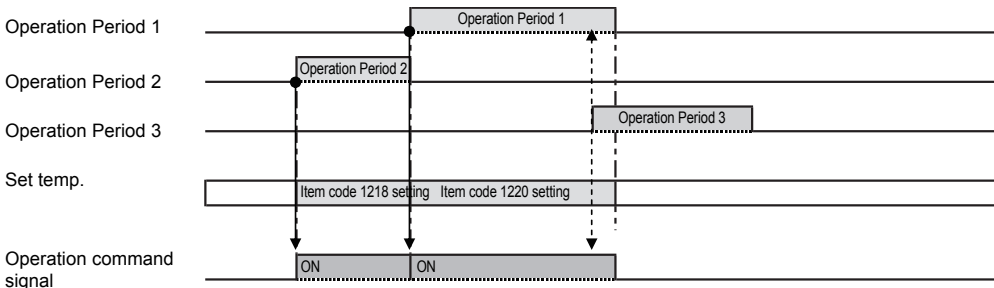 Operation Period 1
Operation Period 1
Operation Period 2
Operation Period 2
Operation Period 3
Operation Period 3
Set temp.
Item code 1218 setting Item code 1220 setting
Operation command
signal
ON ON